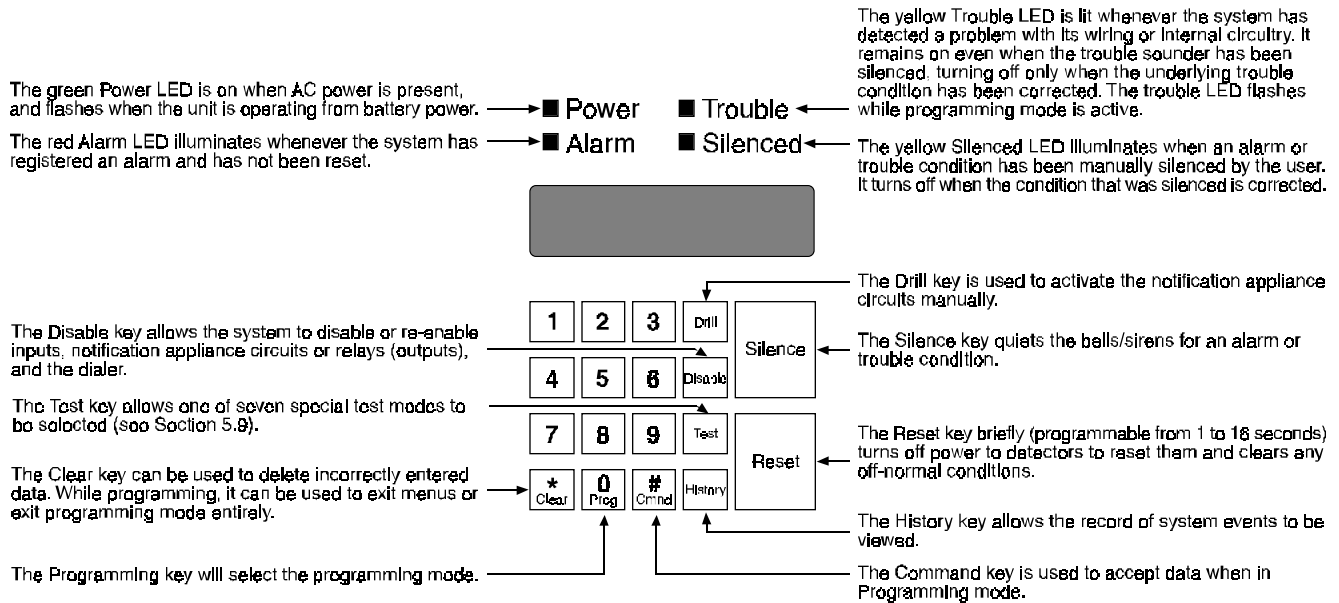 The yellow Trouble LED is lit whenever the system has
detected a problem with its wiring or internal circuitry. It
remains on even when the trouble sounder has been
silenced, turning off only when the underlying trouble
condition has been corrected. The trouble LED flashes
while programming mode is active.
The green Power LED is on when AC power is present,
and flashes when the unit is operating from battery power.
Power
Trouble
The red Alarm LED illuminates whenever the system has
registered an alarm and has not been reset.
Alarm
Silenced
The yellow Silenced LED illuminates when an alarm or
trouble condition has been manually silenced by the user.
It turns off when the condition that was silenced is corrected.
The Drill key is used to activate the notification appliance
circuits manually.
1 2 3 Drill
Silence
The Disable key allows the system to disable or re-enable
inputs, notification appliance circuits or relays (outputs),
and the dialer.
The Silence key quiets the bells/sirens for an alarm or
trouble condition.
4 5 6 Disable
The Test key allows one of seven special test modes to
be selected (see Section 5.9).
7 8 9 Test
Reset
The Reset key briefly (programmable from 1 to 16 seconds)
turns off power to detectors to reset them and clears any
off-normal conditions.
The Clear key can be used to delete incorrectly entered
data. While programming, it can be used to exit menus or
exit programming mode entirely.
* 0 # History
Clear Prog Cmnd
The History key allows the record of system events to be
viewed.
The Programming key will select the programming mode.
The Command key is used to accept data when in
Programming mode.